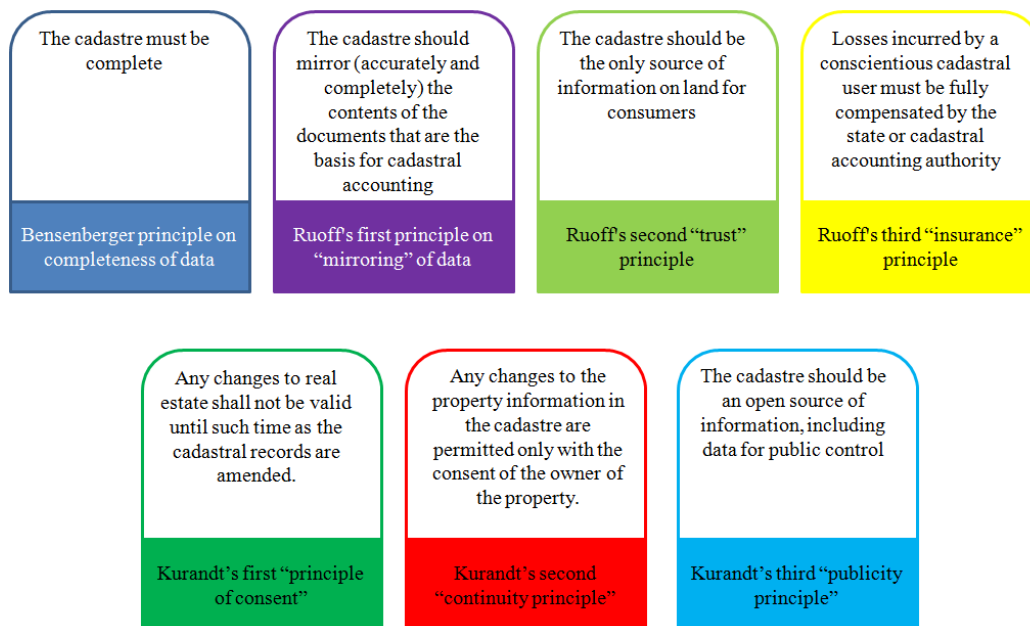 The cadastre must be
complete
Bensenberger principle on
completeness of data
The cadastre should
mirror (accurately and
completely) the
contents of the
documents that are the
basis for cadastral
accounting
Ruoff's first principle on
“mirroring” of data
The cadastre should be
the only source of
information on land for
consumers
Ruoff's second “trust”
principle
Losses incurred by a
conscientious cadastral
user must be fully
compensated by the
state or cadastral
accounting authority
Ruoff's third “insurance”
principle
Any changes to real
estate shall not be valid
until such time as the
cadastral records are
amended.
Kurandt’s first “principle
of consent”
Any changes to the
property information in
the cadastre are
permitted only with the
consent of the owner of
the property.
Kurandt’s second
“continuity principle”
The cadastre should be
an open source of
information, including
data for public control
Kurandt’s third “publicity
principle”